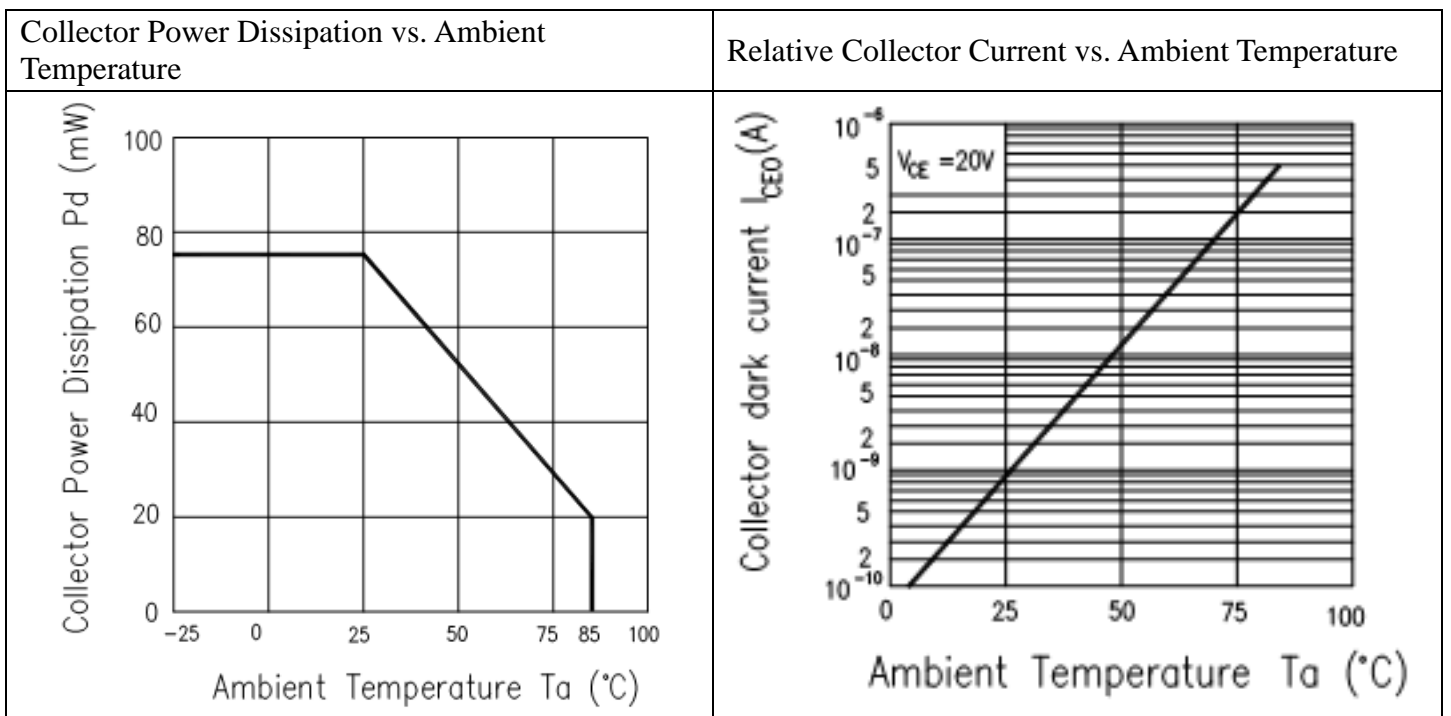 Collector Power Dissipation vs. Ambient
Temperature
Relative Collector Current vs. Ambient Temperature
Collector Power Dissipation Pd (mW)
100
80
60
40
20
0
-25 0 25 50 75 85 100
Ambient Temperature Ta (°C)
Collector dark current I_CEO(A)
V_CE =20V
10^-6
5
2
10^-7
5
2
10^-8
5
2
10^-9
5
2
10^-10
0 25 50 75 100
Ambient Temperature Ta (°C)